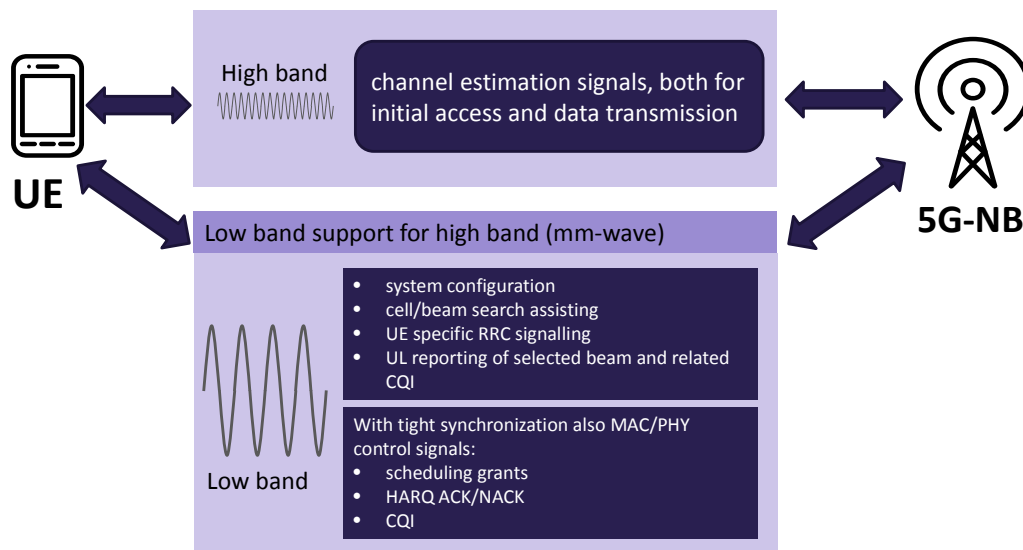 High band
channel estimation signals, both for
initial access and data transmission
UE
5G-NB
Low band support for high band (mm-wave)
• system configuration
• cell/beam search assisting
• UE specific RRC signalling
• UL reporting of selected beam and related
CQI
With tight synchronization also MAC/PHY
control signals:
• scheduling grants
• HARQ ACK/NACK
• CQI
Low band